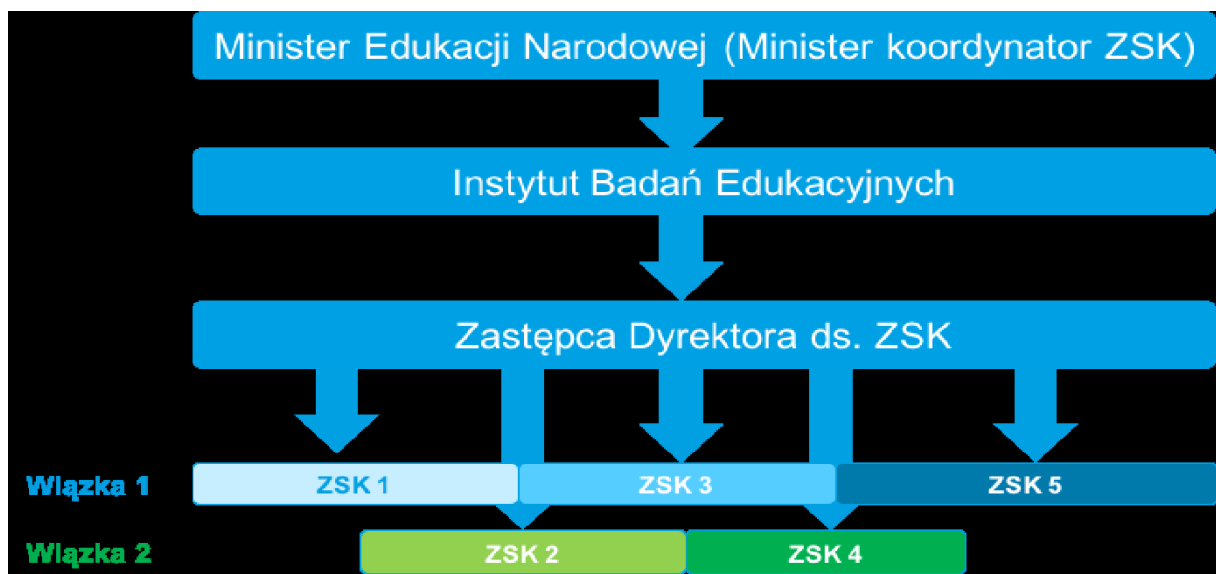 Minister Edukacji Narodowej (Minister koordynator ZSK)
Instytut Badań Edukacyjnych
Zastępca Dyrektora ds. ZSK
Wiązka 1 ZSK 1 ZSK 3 ZSK 5
Wiązka 2 ZSK 2 ZSK 4